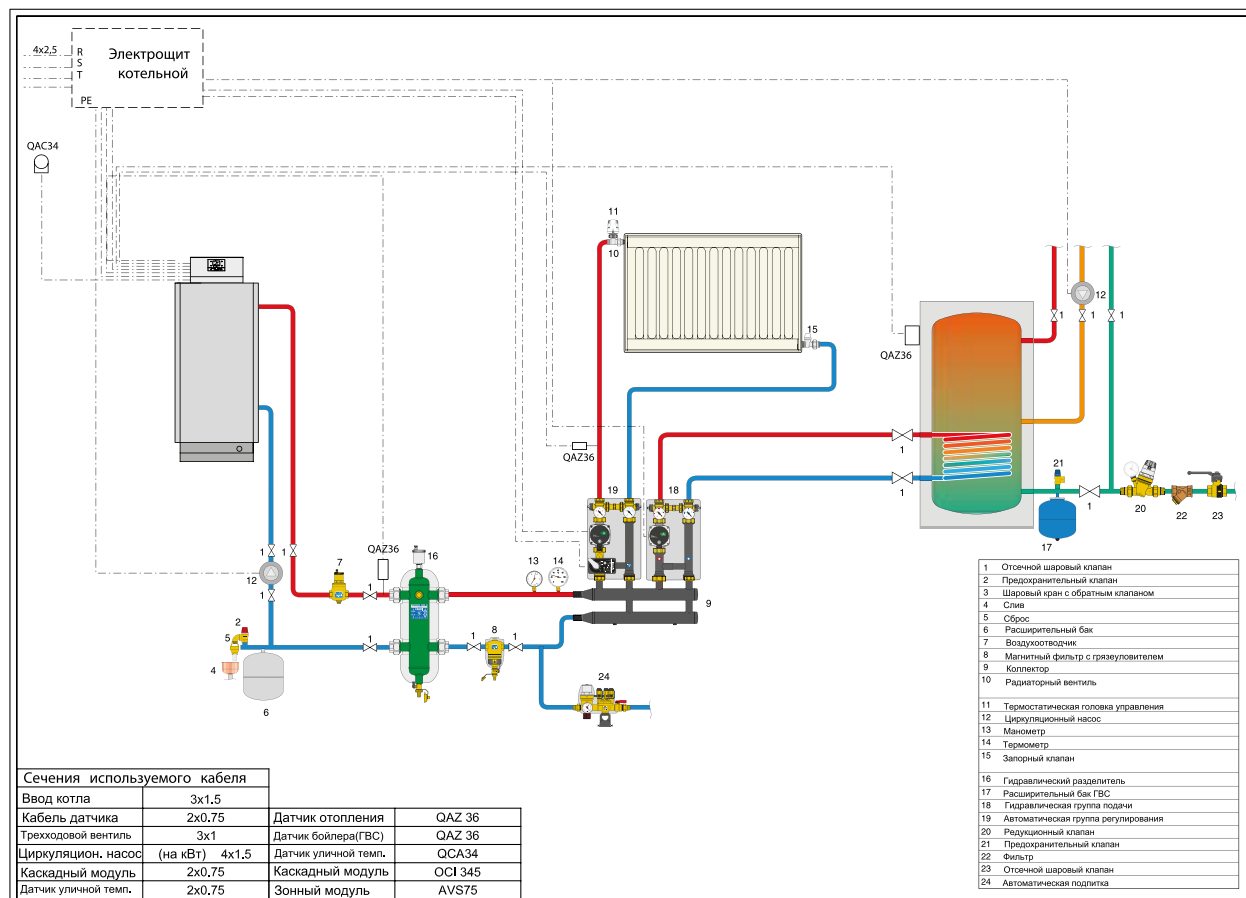 4x2,5
R
S
T
PE
Электрощит
котельной
QAC34
11
10
15
12
1
1
1
QAZ36
QAZ36
1
1
21
1
17
20
22
23
19
18
1
1
12
1
7
QAZ36
1
16
13
14
9
2
5
4
6
1
1
8
1
24
1 Отсечной шаровый клапан
2 Предохранительный клапан
3 Шаровый кран с обратным клапаном
4 Слив
5 Сброс
6 Расширительный бак
7 Воздухоотводчик
8 Магнитный фильтр с грязеуловителем
9 Коллектор
10 Радиаторный вентиль
11 Термостатическая головка управления
12 Циркуляционный насос
13 Манометр
14 Термометр
15 Запорный клапан
16 Гидравлический разделитель
17 Расширительный бак ГВС
18 Гидравлическая группа подачи
19 Автоматическая группа регулирования
20 Редукционный клапан
21 Предохранительный клапан
22 Фильтр
23 Отсечной шаровый клапан
24 Автоматическая подпитка
Сечения используемого кабеля
Ввод котла 3x1.5
Кабель датчика 2x0.75 Датчик отопления QAZ 36
Трехходовой вентиль 3x1 Датчик бойлера(ГВС) QAZ 36
Циркуляцион. насос (на кВт) 4x1.5 Датчик уличной темп. QCA34
Каскадный модуль 2x0.75 Каскадный модуль OCI 345
Датчик уличной темп. 2x0.75 Зонный модуль AVS75